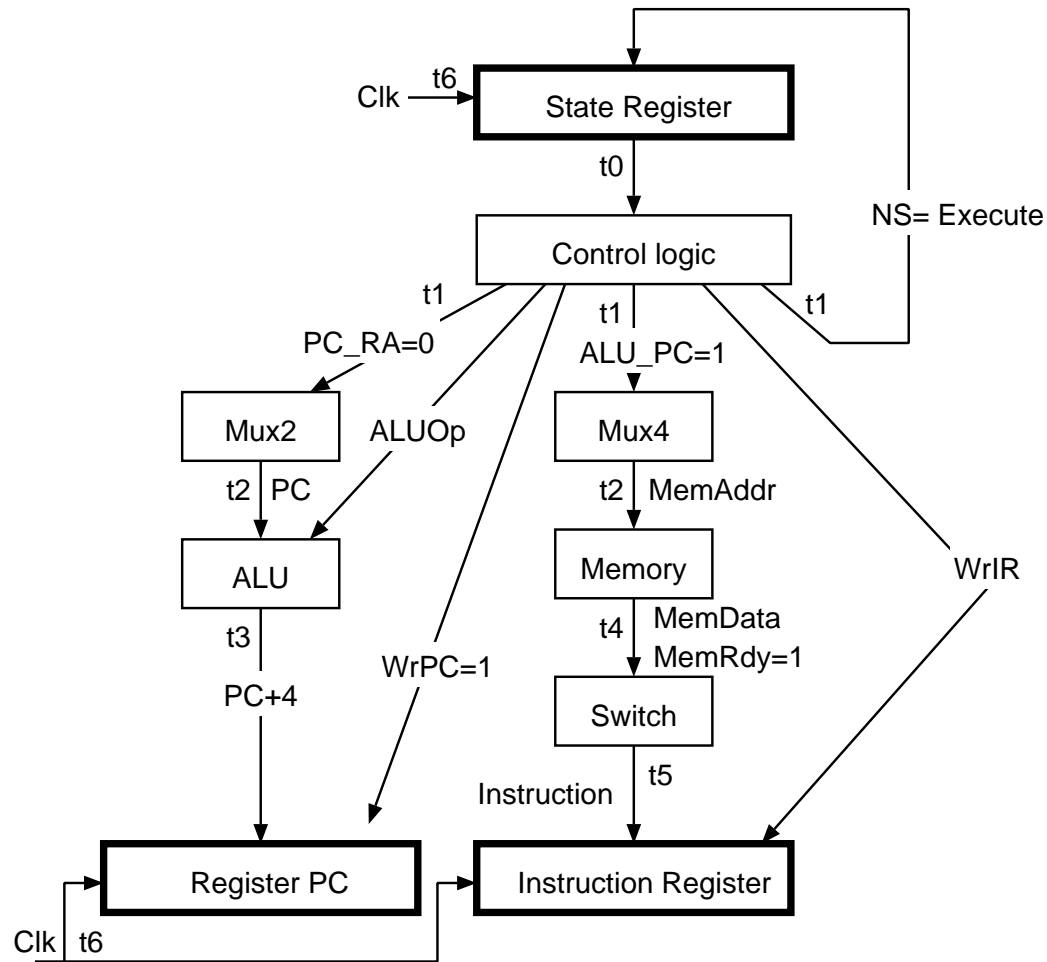 t6
Clk
State Register
t0
NS= Execute
Control logic
t1
t1
t1
PC_RA=0
ALU_PC=1
Mux2
ALUOp
Mux4
t2
PC
t2
MemAddr
ALU
Memory
WrIR
t3
t4
MemData
MemRdy=1
WrPC=1
PC+4
Switch
t5
Instruction
Register PC
Instruction Register
Clk
t6